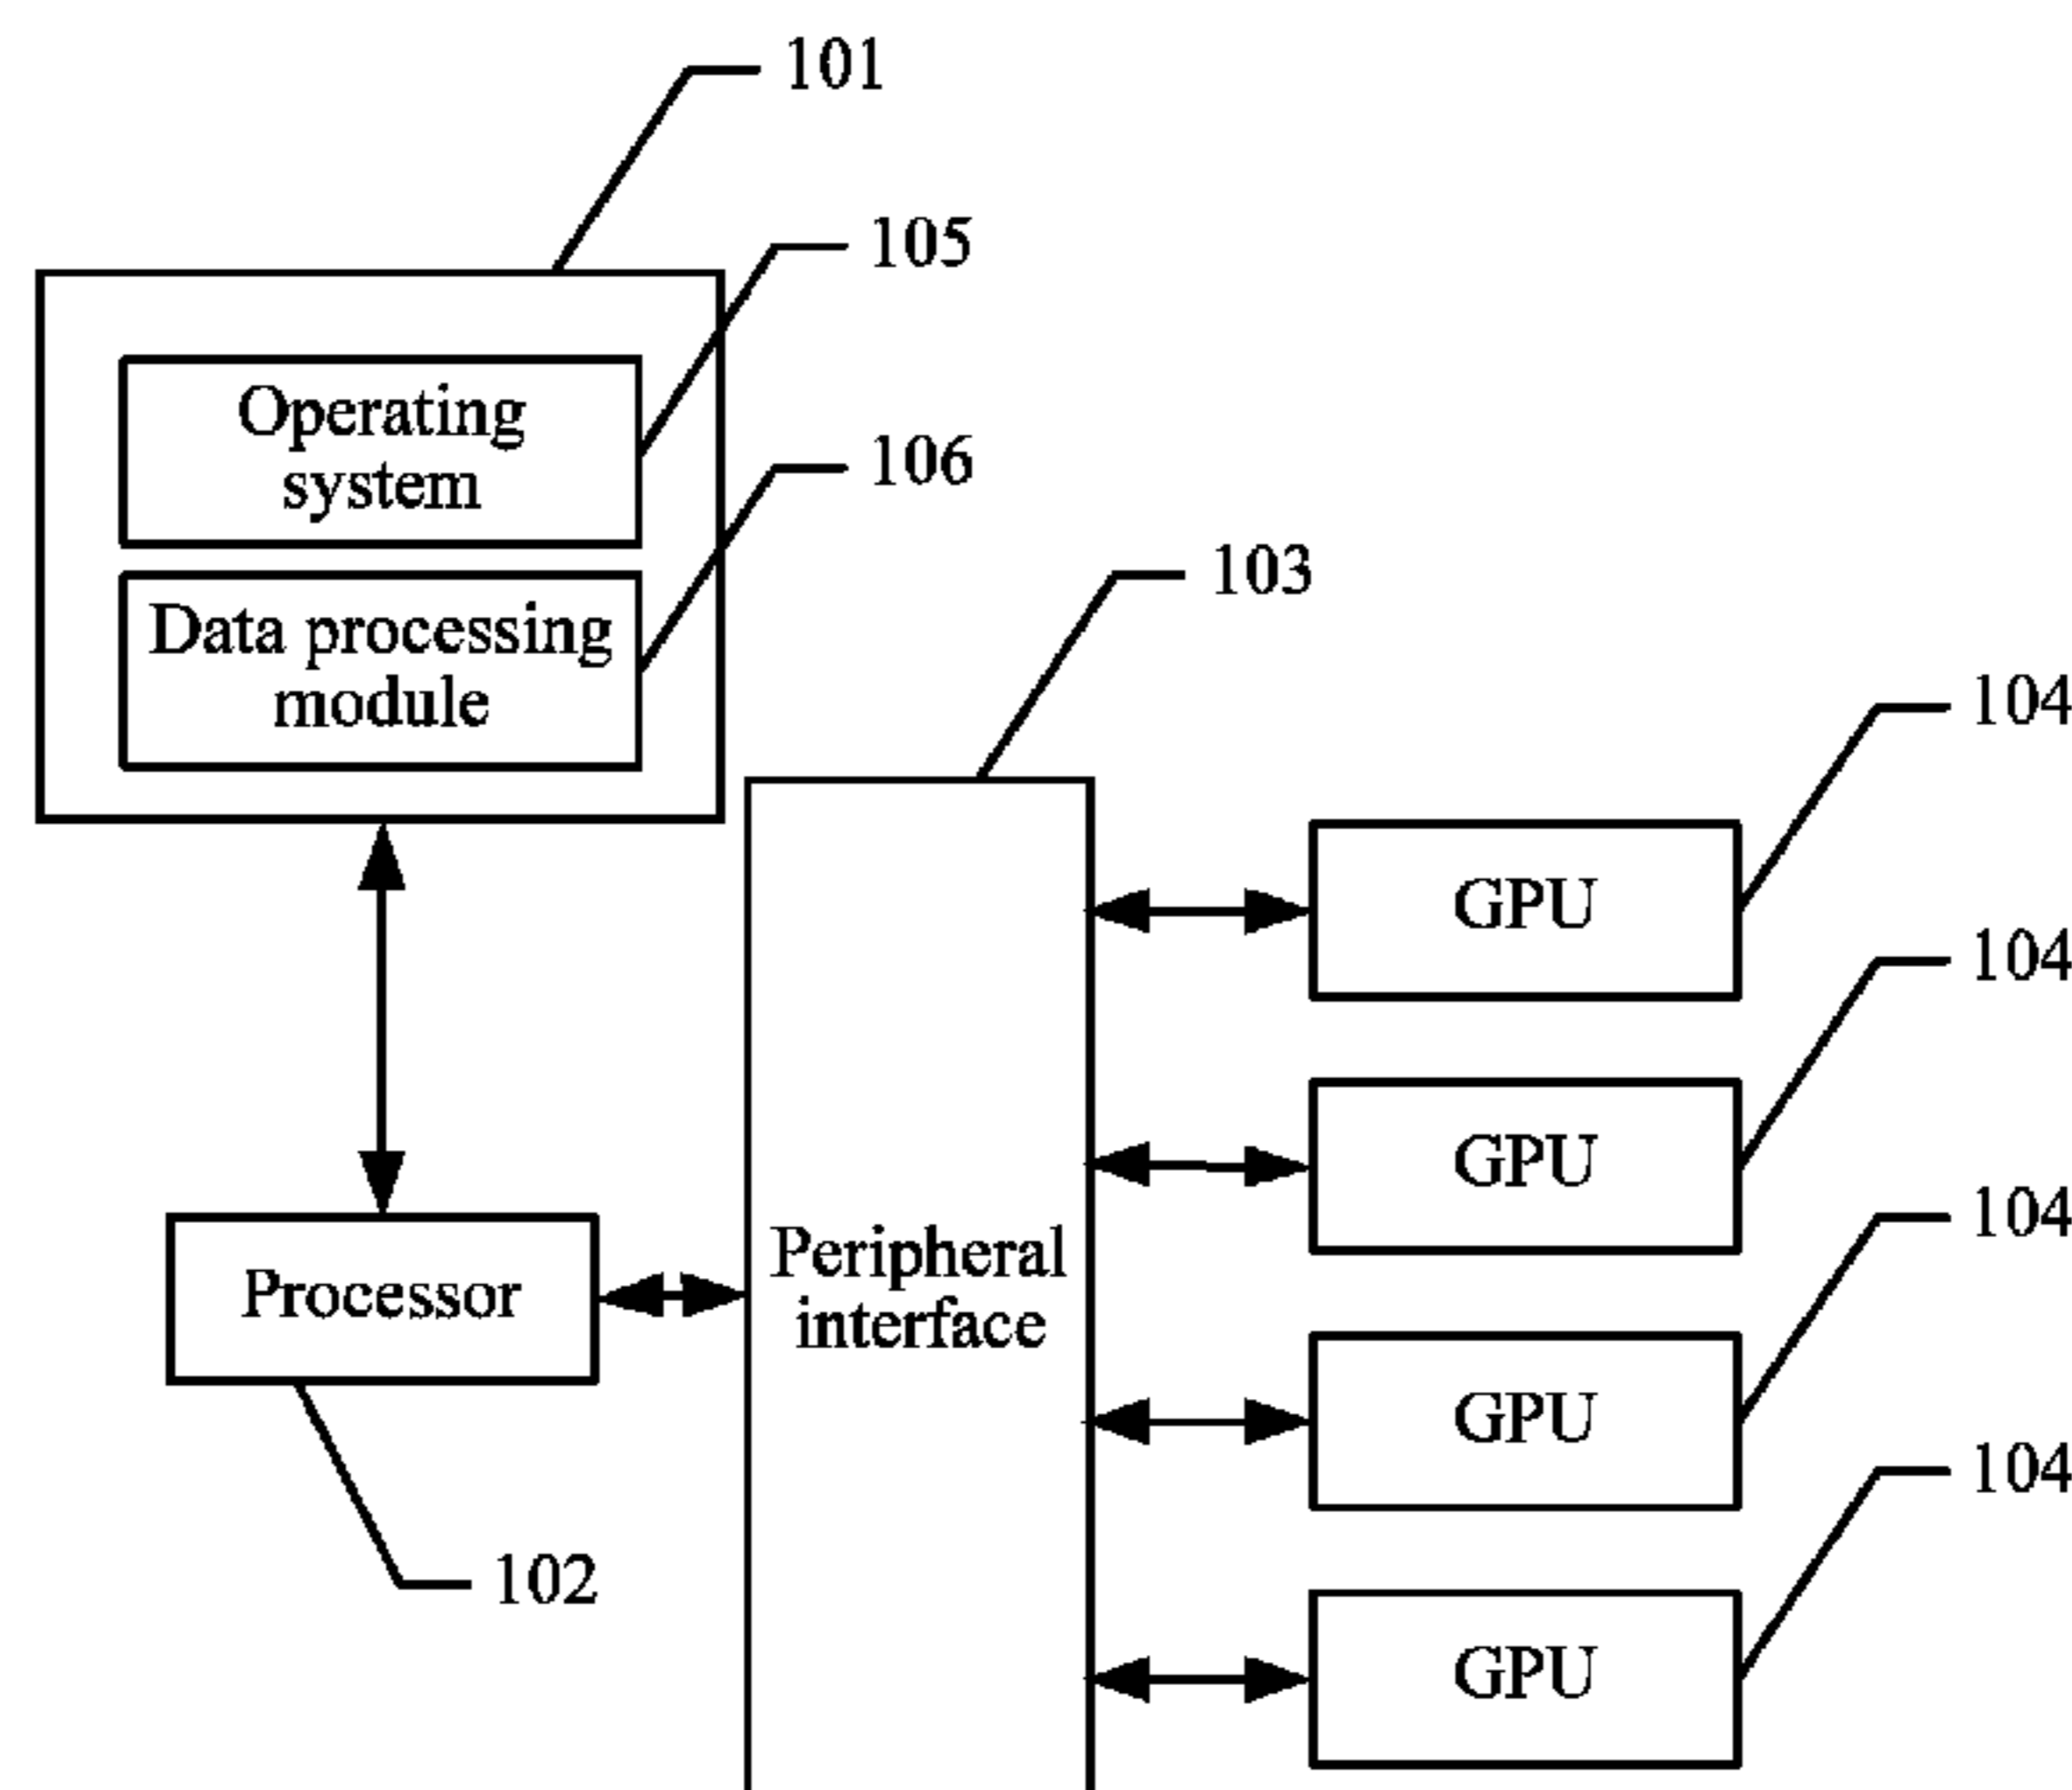 101
105
Operating
system
106
Data processing
module
103
104
GPU
104
GPU
Peripheral
interface
104
Processor
GPU
104
102
GPU